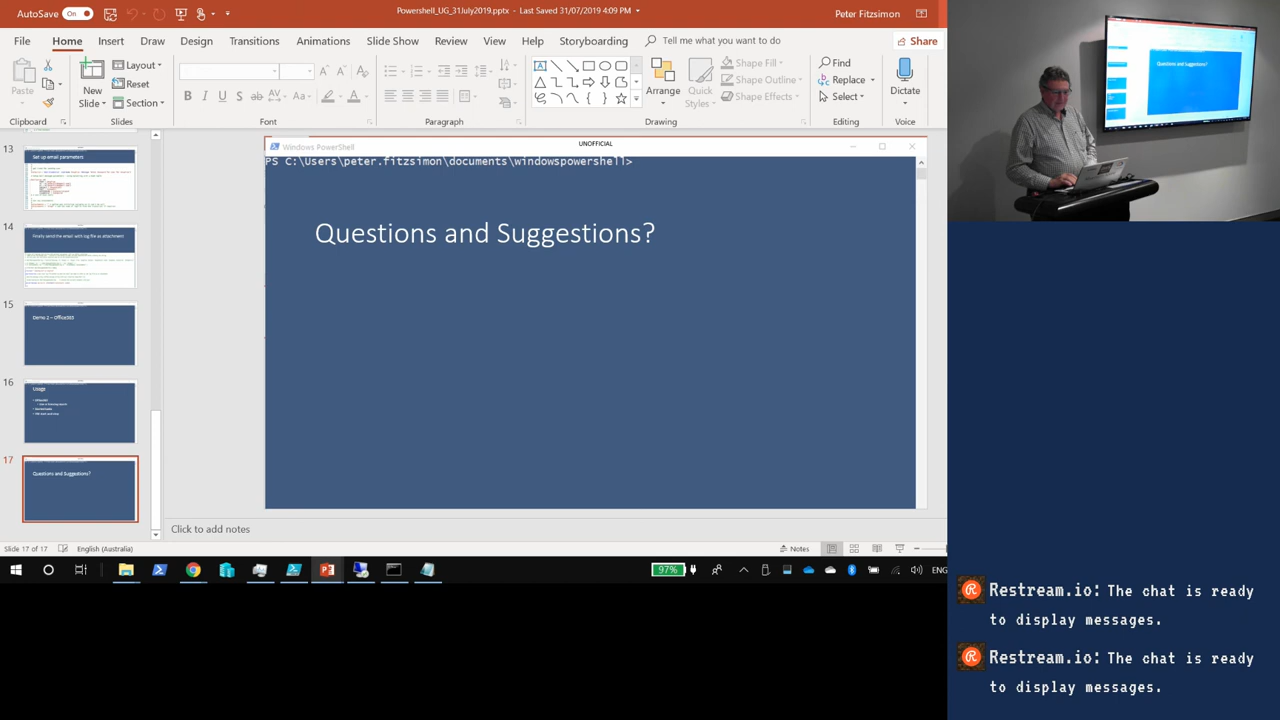 AutoSave On
Powershell_UG_31July2019.pptx - Last Saved 31/07/2019 4:09 PM
Peter Fitzsimon
File Home Insert Draw Design Transitions Animations Slide Show Review View Help Storyboarding Tell me what you want to do Share
Paste
New
Slide
Layout
Reset
Section
B I U S ab AV Aa A
Arrange
Quick
Styles
Shape Fill
Shape Outline
Shape Effects
Find
Replace
Select
Dictate
Clipboard Slides Font Paragraph Drawing Editing Voice
13
Set up email parameters
14
Finally send the email with log file as attachment
15
Demo 2 – Office365
16
Usage
17
Questions and Suggestions?
Windows PowerShell
UNOFFICIAL
PS C:\Users\peter.fitzsimon\documents\windowspowershell>
Questions and Suggestions?
Click to add notes
Slide 17 of 17 English (Australia) Notes
97%
ENG
Questions and Suggestions?
Restream.io: The chat is ready
to display messages.
Restream.io: The chat is ready
to display messages.